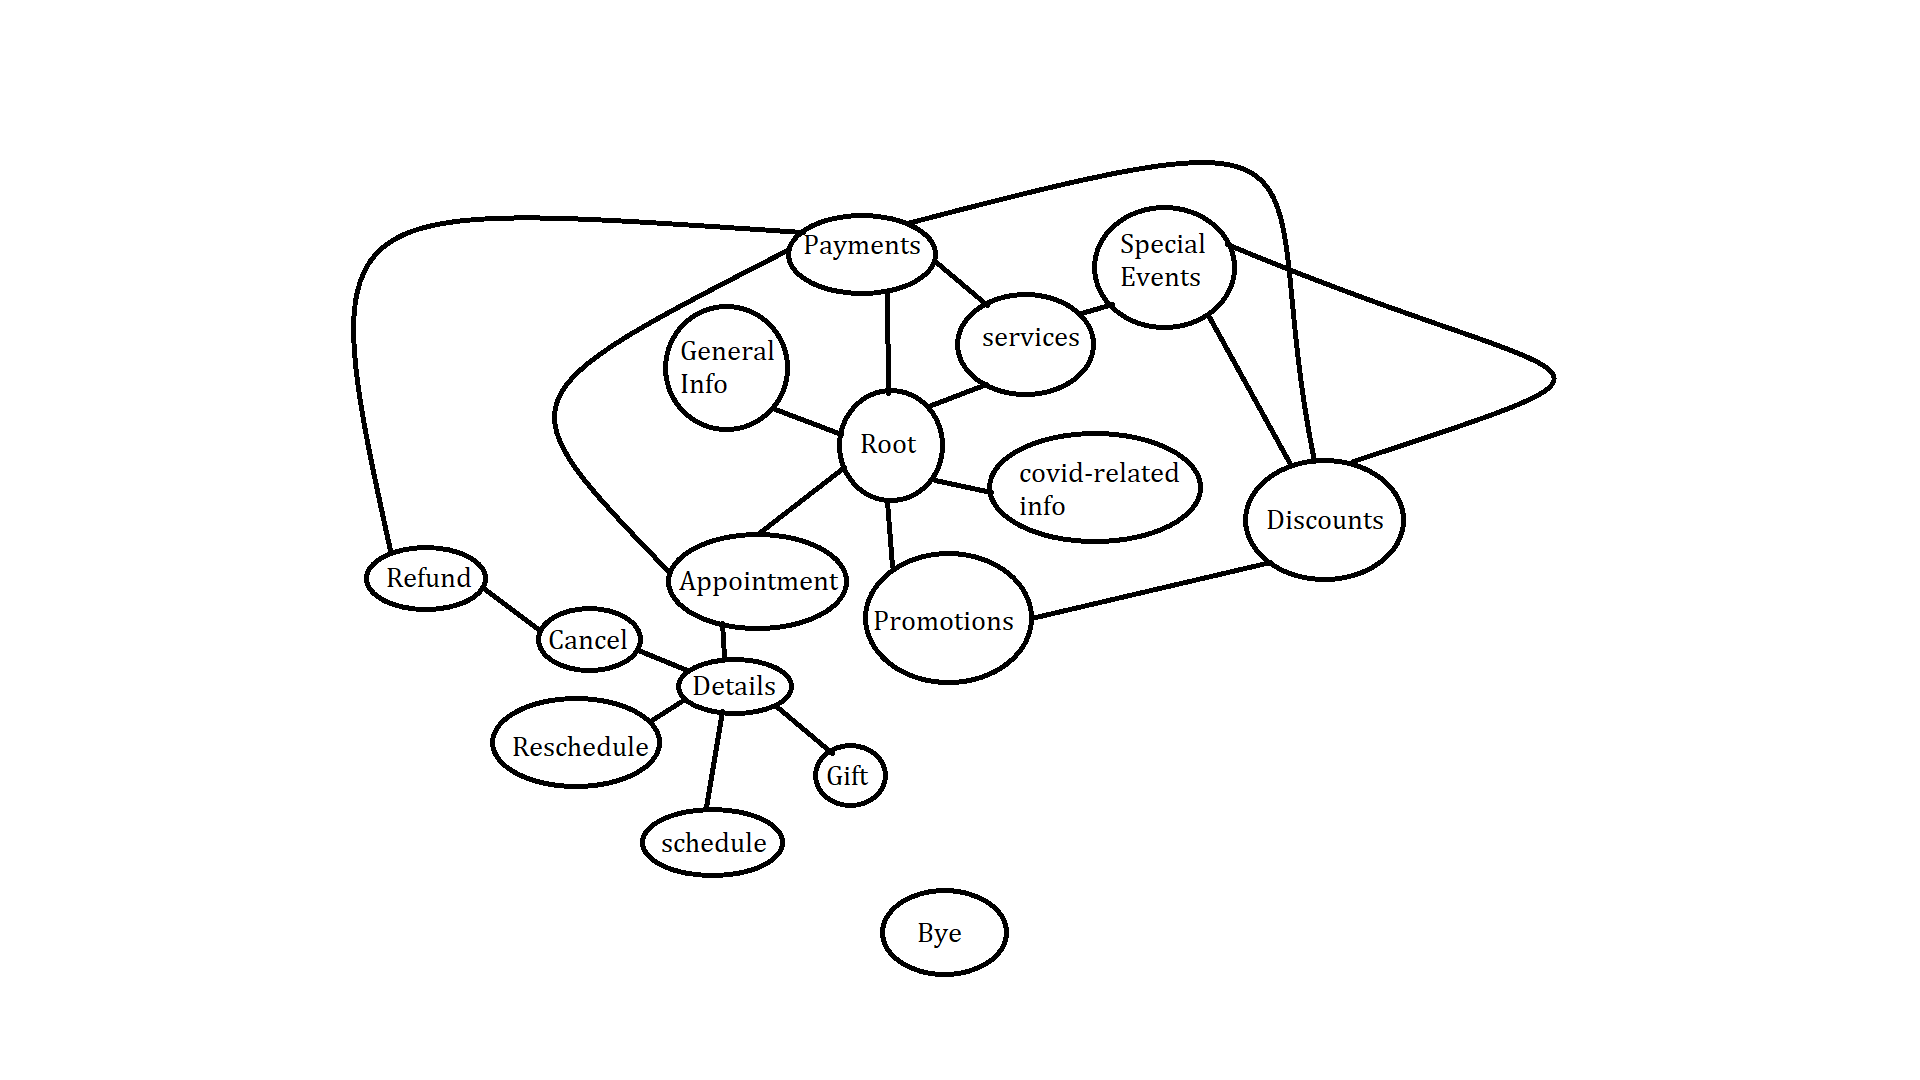 Payments
Special
Events
services
General
Info
Root
covid-related
info
Discounts
Refund
Appointment
Promotions
Cancel
Details
Reschedule
Gift
schedule
Bye